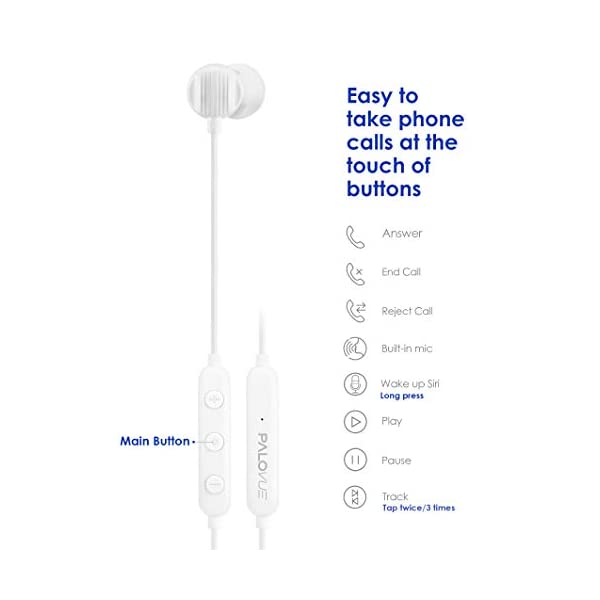 Easy to
take phone
calls at the
touch of
buttons
Answer
End Call
Reject Call
Built-in mic
Wake up Siri
Long press
Play
Pause
Track
Tap twice/3 times
Main Button
PALOVUE